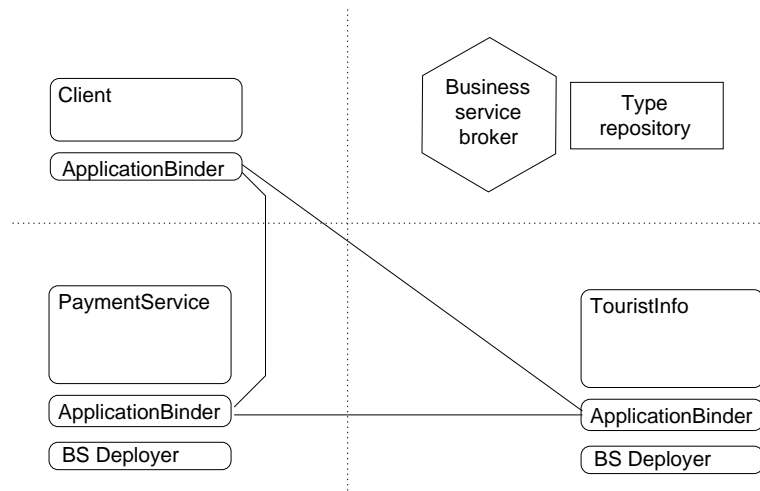 Client
ApplicationBinder
Business
service
broker
Type
repository
PaymentService
ApplicationBinder
BS Deployer
TouristInfo
ApplicationBinder
BS Deployer